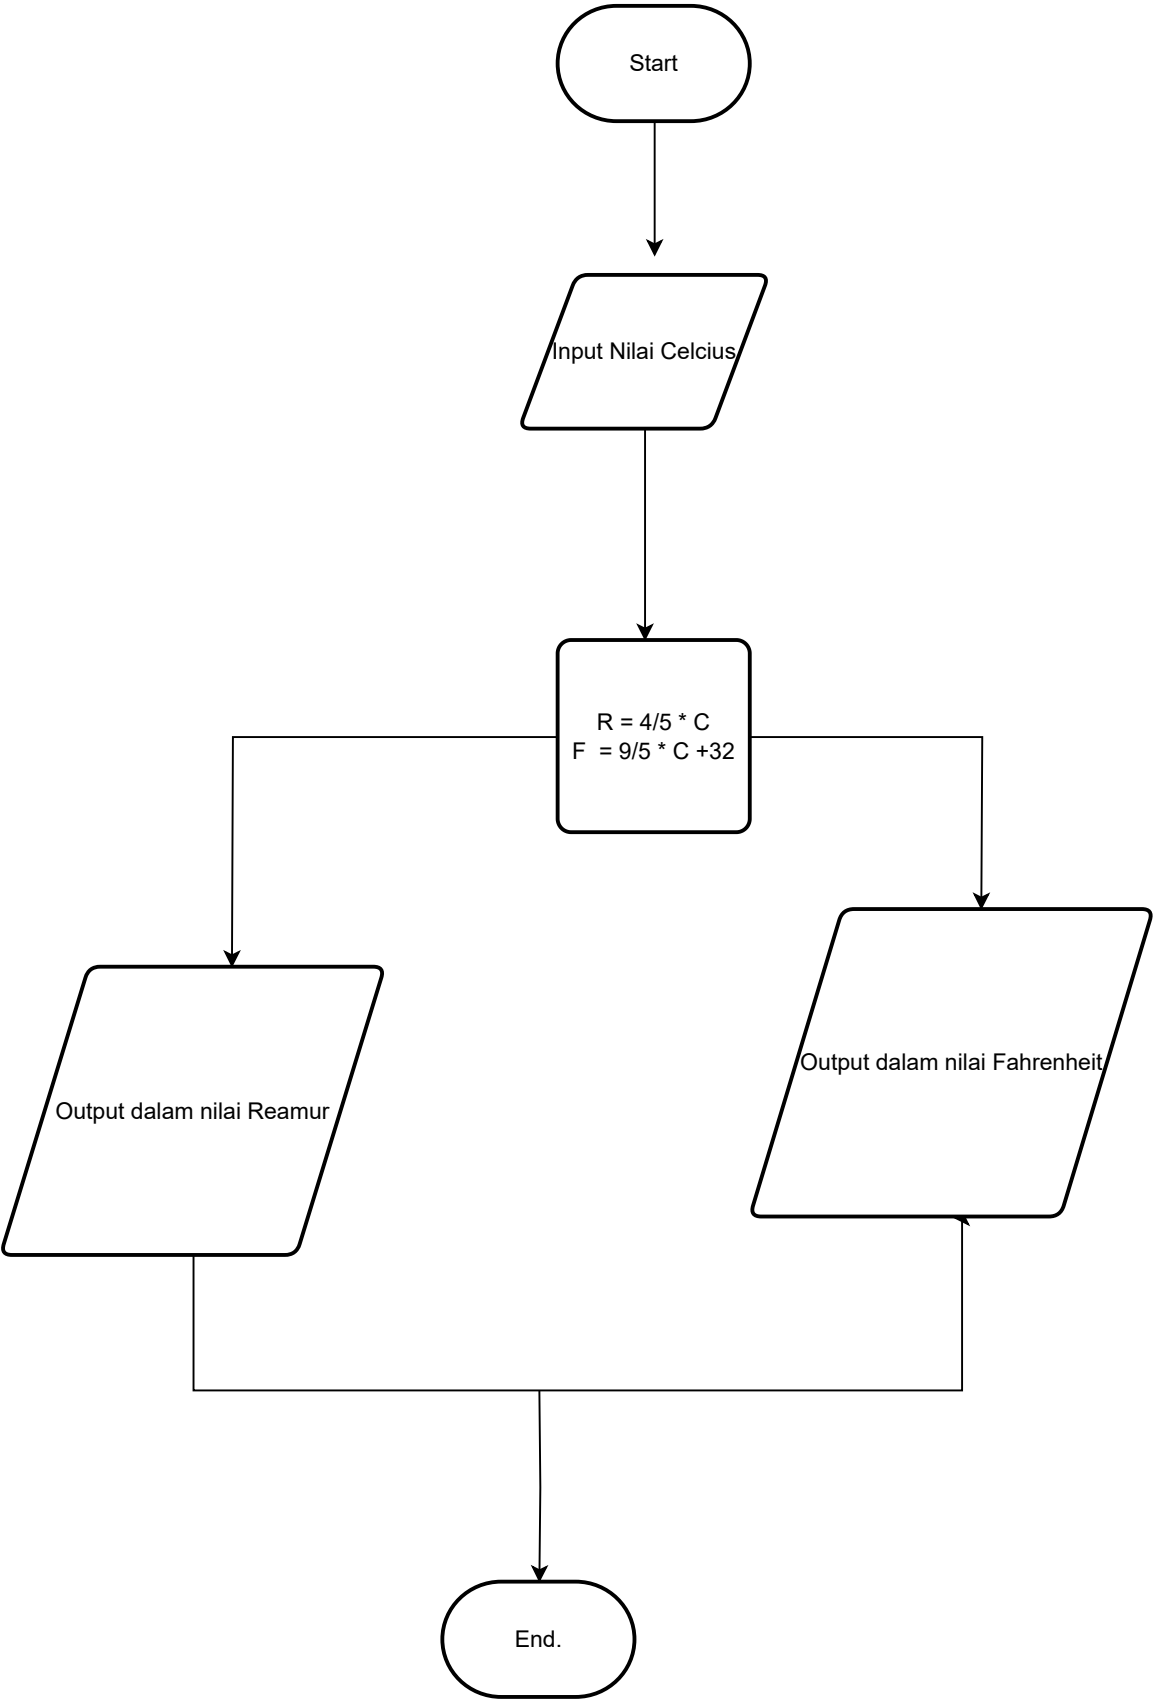 Start
Input Nilai Celcius
R = 4/5 * C
F  = 9/5 * C +32
Output dalam nilai Fahrenheit
Output dalam nilai Reamur
End.